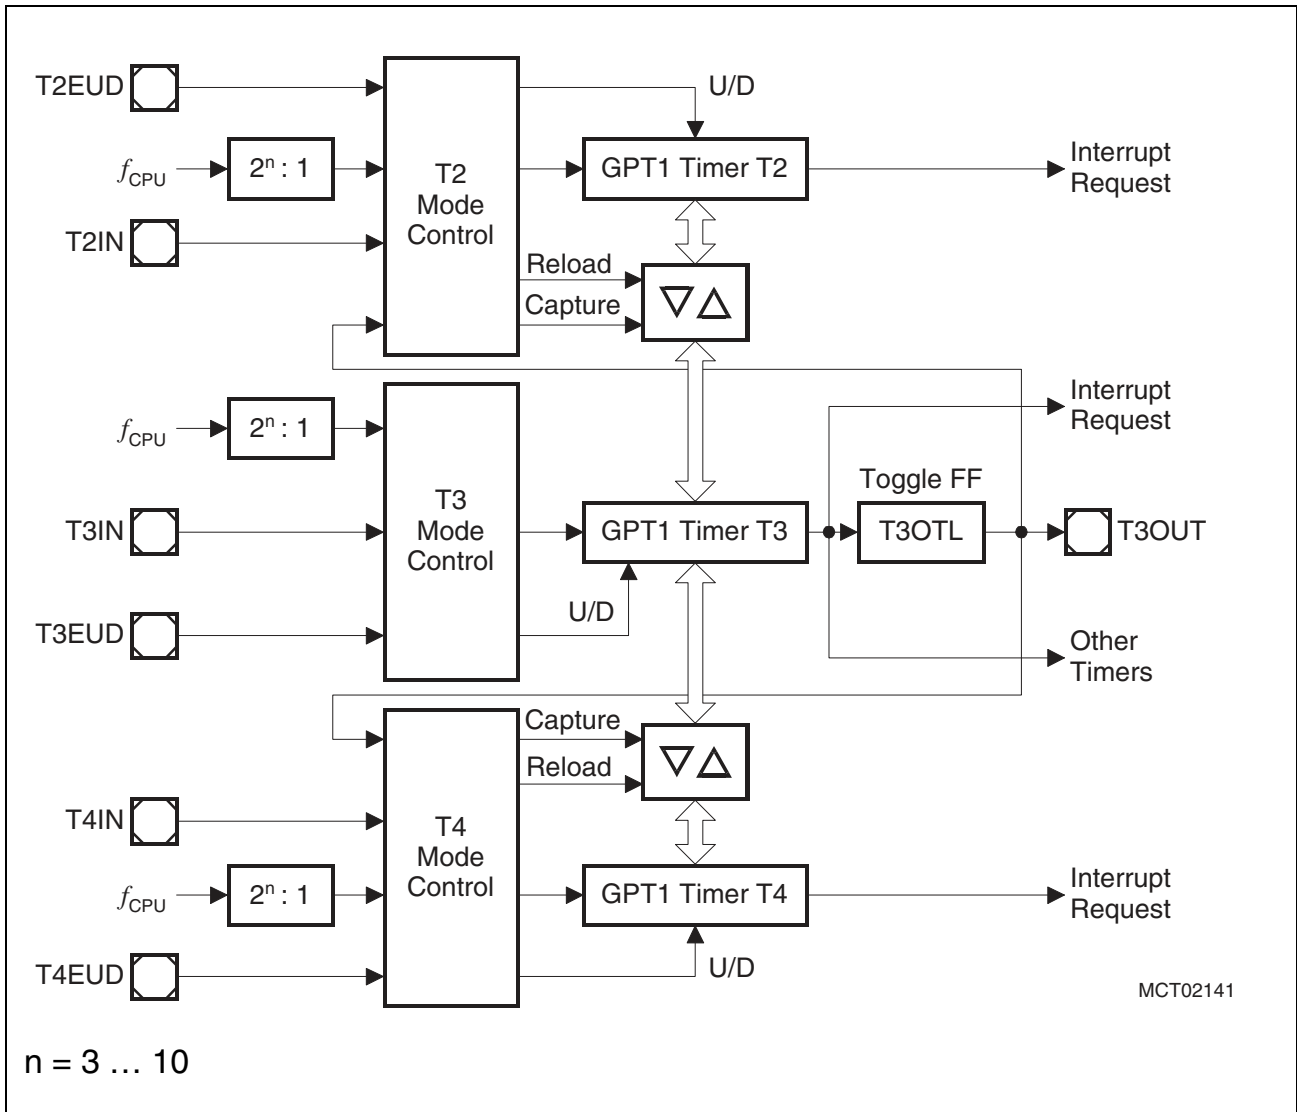 T2EUD
U/D
fCPU
2ⁿ : 1
T2
Mode
Control
GPT1 Timer T2
Interrupt
Request
T2IN
Reload
Capture
fCPU
2ⁿ : 1
Interrupt
Request
T3
Mode
Control
Toggle FF
T3IN
GPT1 Timer T3
T3OTL
T3OUT
U/D
T3EUD
Other
Timers
Capture
Reload
T4IN
T4
Mode
Control
fCPU
2ⁿ : 1
GPT1 Timer T4
Interrupt
Request
T4EUD
U/D
MCT02141
n = 3 … 10